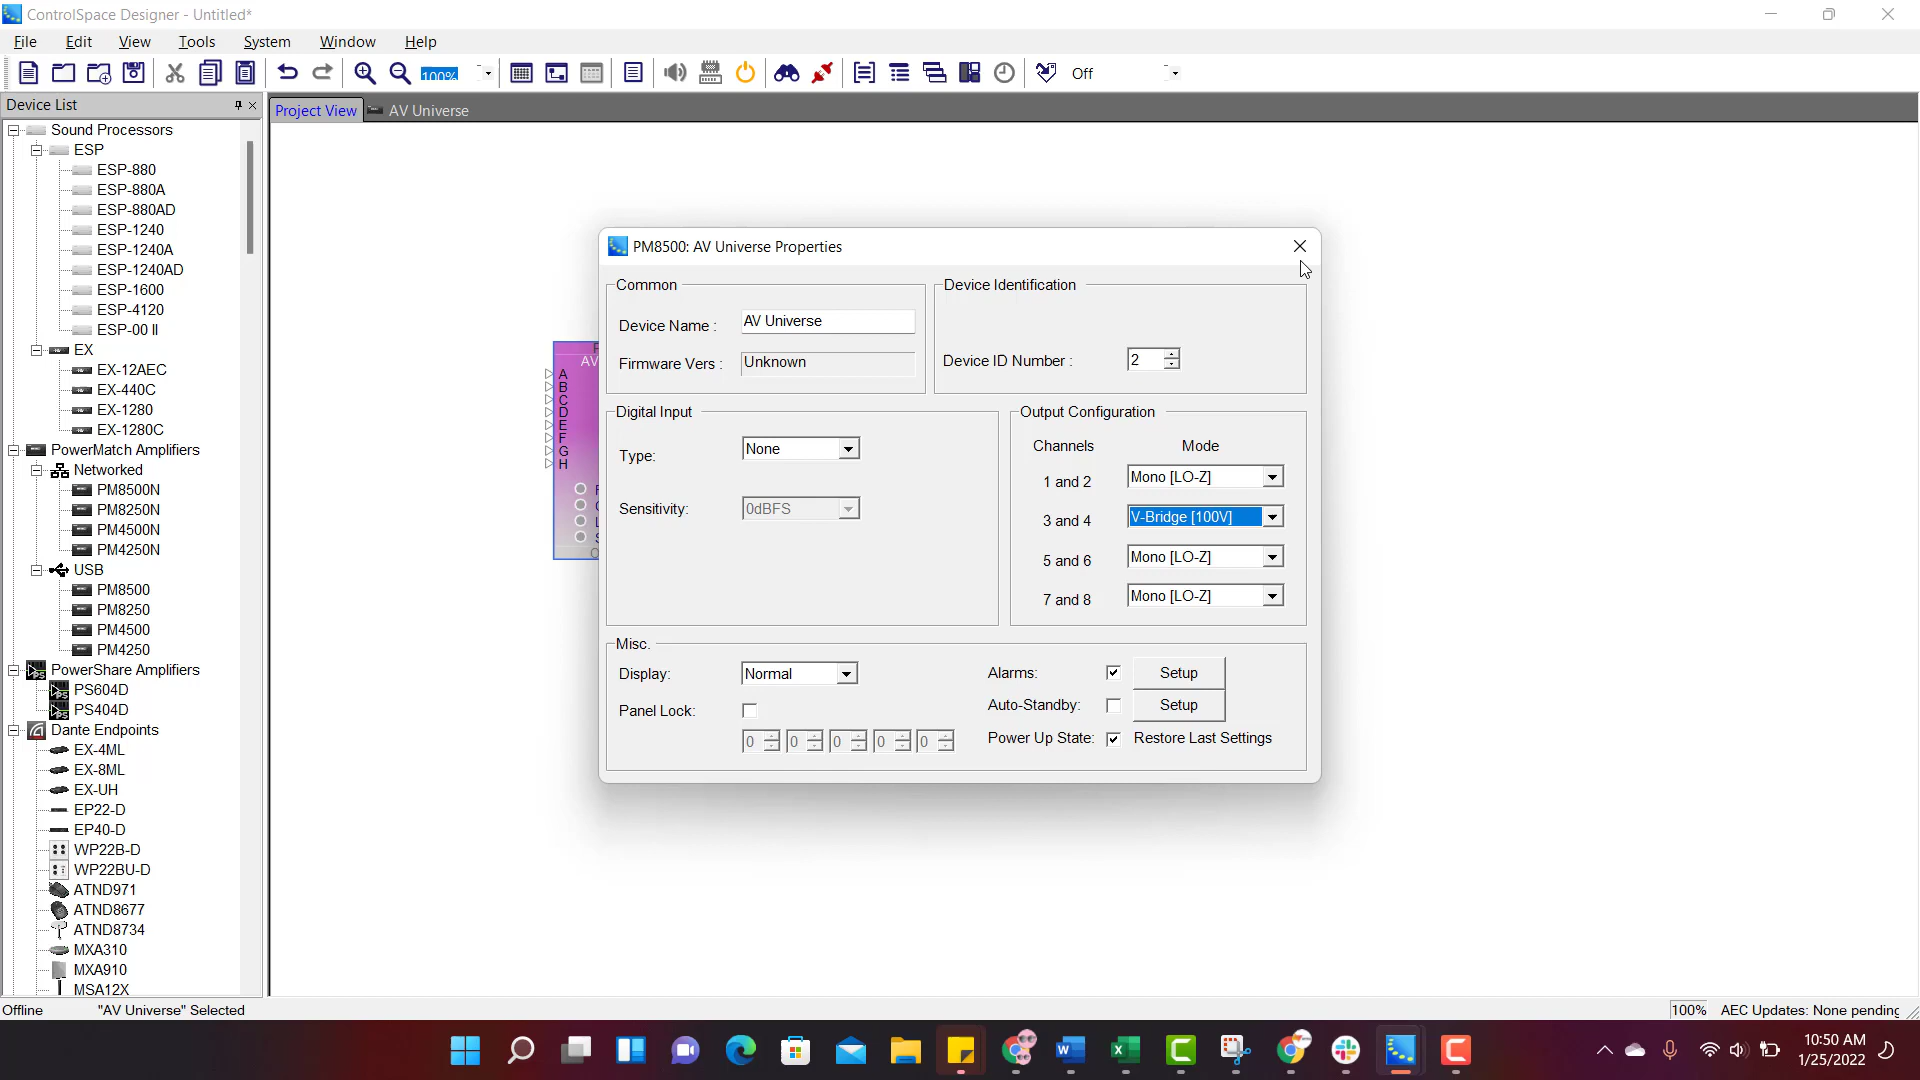 ControlSpace Designer - Untitled*
File Edit View Tools System Window Help
100% Off
Device List
Project View AV Universe
Sound Processors
ESP
ESP-880
ESP-880A
ESP-880AD
ESP-1240
ESP-1240A
ESP-1240AD
ESP-1600
ESP-4120
ESP-00 II
EX
EX-12AEC
EX-440C
EX-1280
EX-1280C
PowerMatch Amplifiers
Networked
PM8500N
PM8250N
PM4500N
PM4250N
USB
PM8500
PM8250
PM4500
PM4250
PowerShare Amplifiers
PS604D
PS404D
Dante Endpoints
EX-4ML
EX-8ML
EX-UH
EP22-D
EP40-D
WP22B-D
WP22BU-D
ATND971
ATND8677
ATND8734
MXA310
MXA910
MSA12X
AV
A
B
C
D
E
F
G
H
PM8500: AV Universe Properties
Common
Device Name : AV Universe
Firmware Vers : Unknown
Device Identification
Device ID Number : 2
Digital Input
Type: None
Sensitivity: 0dBFS
Output Configuration
Channels Mode
1 and 2 Mono [LO-Z]
3 and 4 V-Bridge [100V]
5 and 6 Mono [LO-Z]
7 and 8 Mono [LO-Z]
Misc.
Display: Normal
Panel Lock:
0 0 0 0 0
Alarms: Setup
Auto-Standby: Setup
Power Up State: Restore Last Settings
Offline "AV Universe" Selected 100% AEC Updates: None pending
10:50 AM
1/25/2022